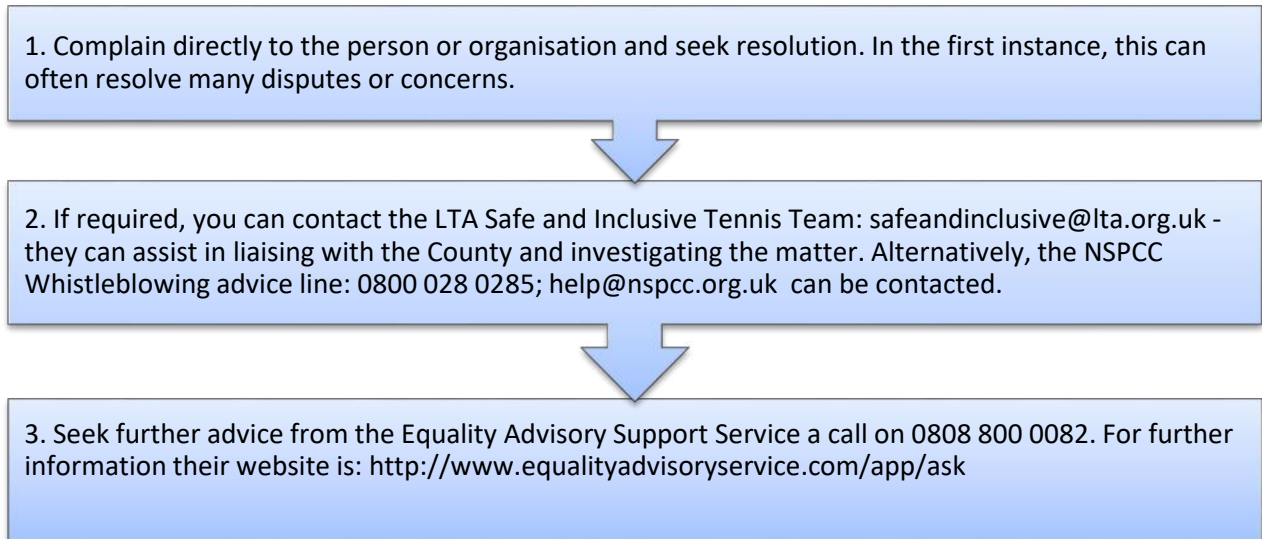 1. Complain directly to the person or organisation and seek resolution. In the first instance, this can
often resolve many disputes or concerns.
2. If required, you can contact the LTA Safe and Inclusive Tennis Team: safeandinclusive@lta.org.uk -
they can assist in liaising with the County and investigating the matter. Alternatively, the NSPCC
Whistleblowing advice line: 0800 028 0285; help@nspcc.org.uk can be contacted.
3. Seek further advice from the Equality Advisory Support Service a call on 0808 800 0082. For further
information their website is: http://www.equalityadvisoryservice.com/app/ask